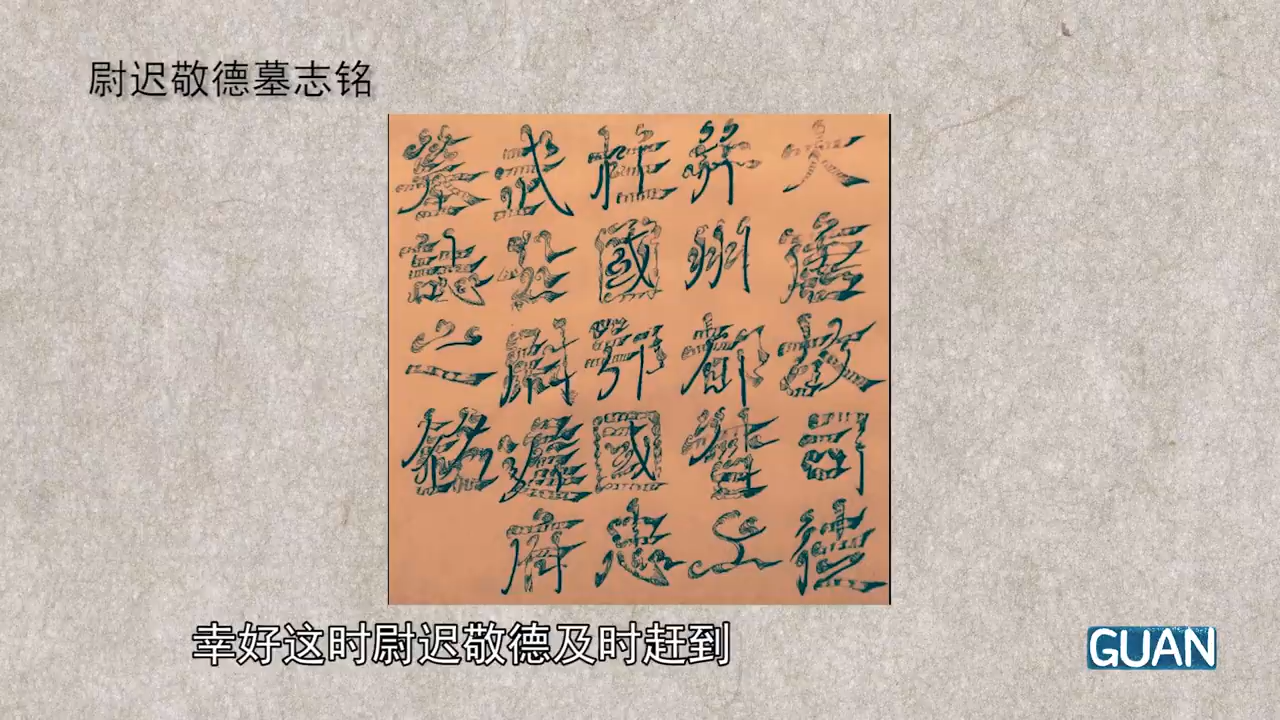 尉迟敬德墓志铭
大唐故司徒
并州都督上
柱國鄂國忠
武公尉遲府
墓誌之銘
幸好这时尉迟敬德及时赶到
GUAN